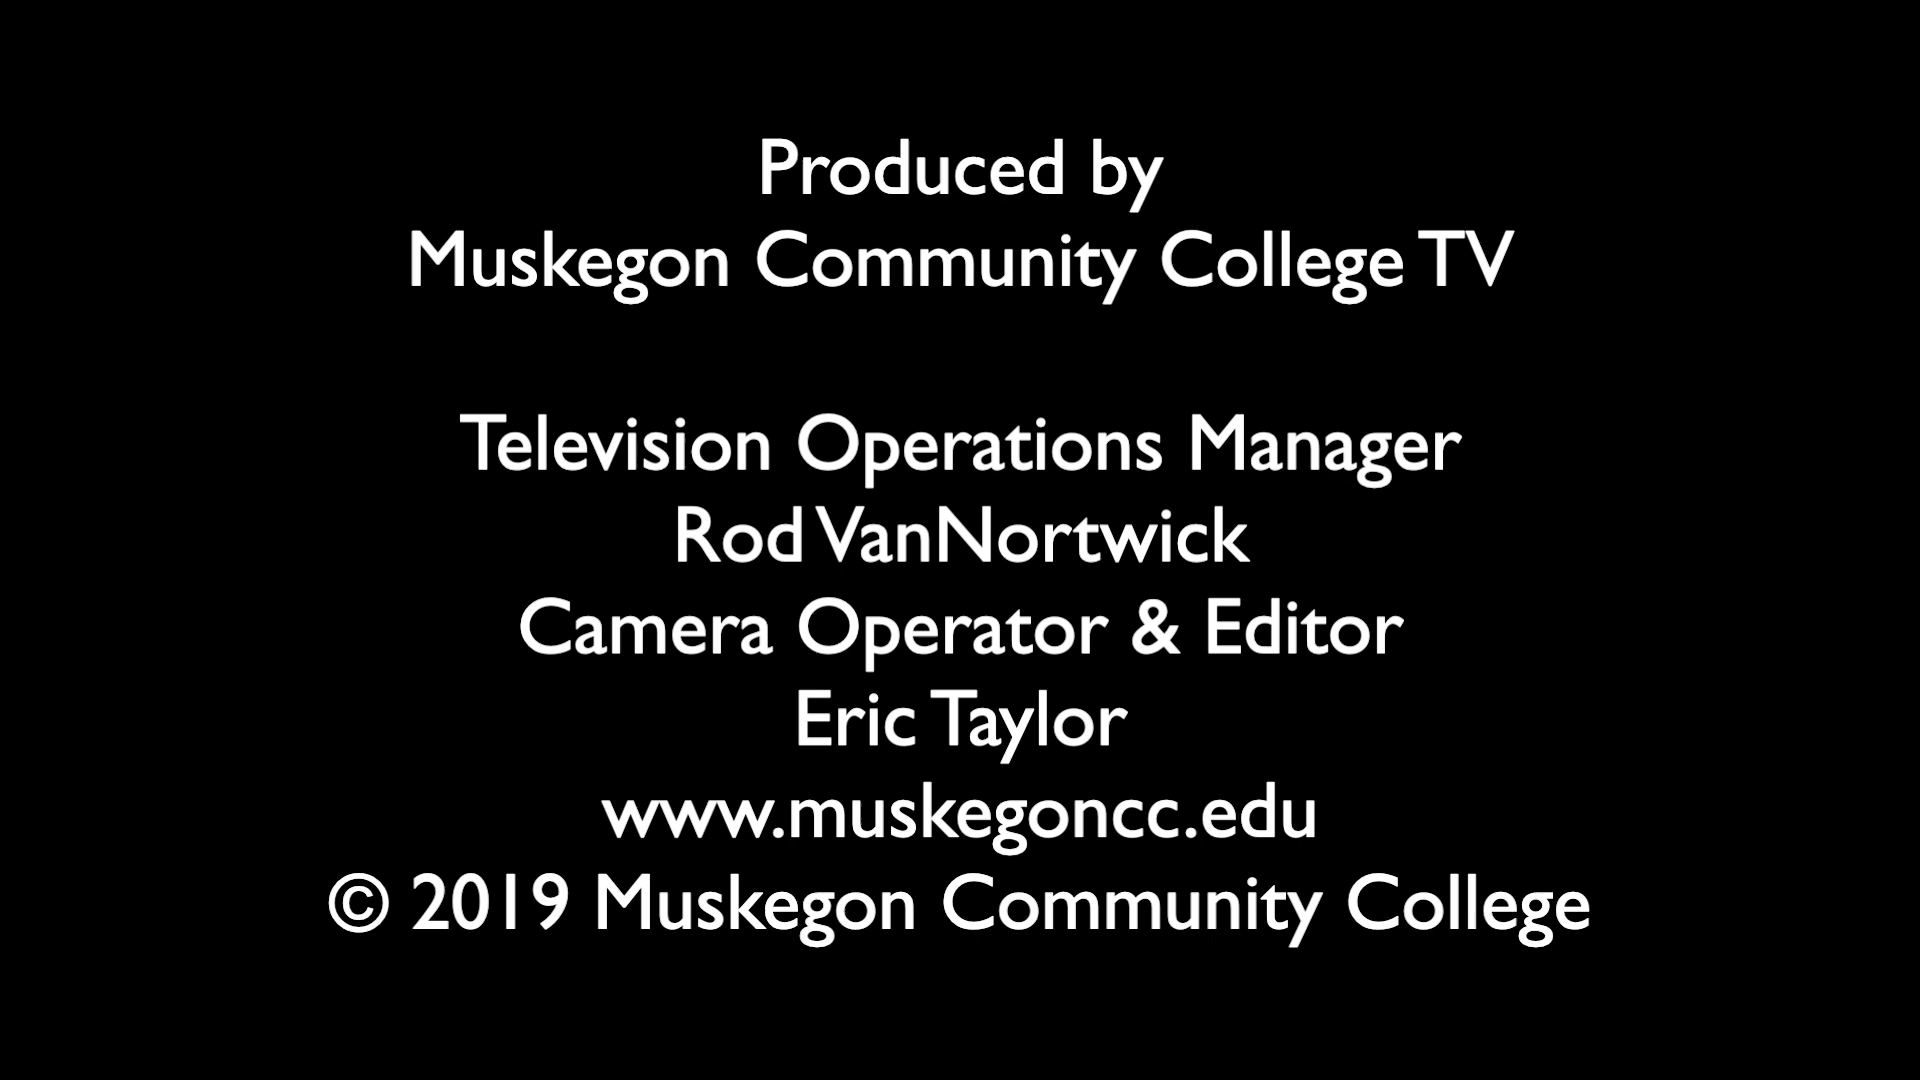 Produced by
Muskegon Community College TV
Television Operations Manager
Rod VanNortwick
Camera Operator & Editor
Eric Taylor
www.muskegoncc.edu
© 2019 Muskegon Community College